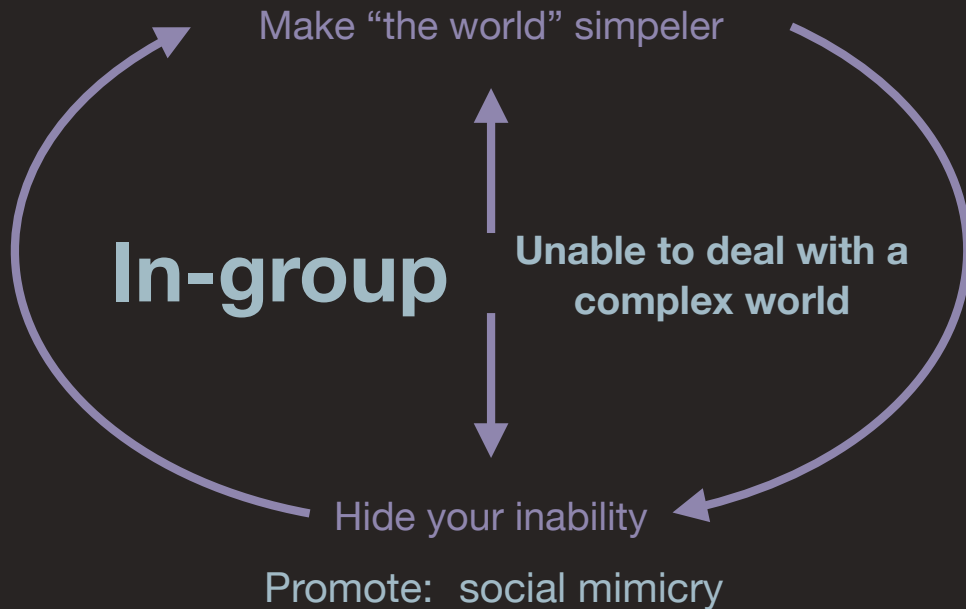 Make “the world” simpeler
In-group
Unable to deal with a
complex world
Hide your inability
Promote: social mimicry